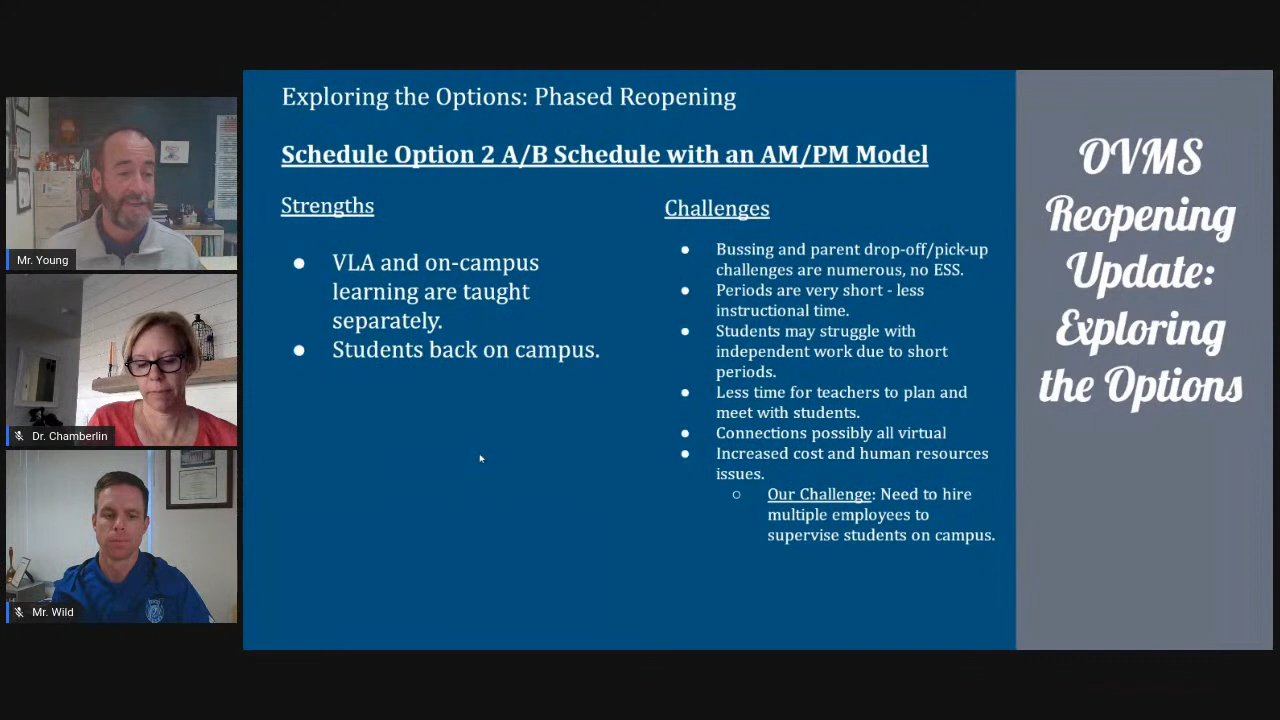 Exploring the Options: Phased Reopening
Schedule Option 2 A/B Schedule with an AM/PM Model
Strengths
● VLA and on-campus
learning are taught
separately.
● Students back on campus.
Challenges
● Bussing and parent drop-off/pick-up
challenges are numerous, no ESS.
● Periods are very short - less
instructional time.
● Students may struggle with
independent work due to short
periods.
● Less time for teachers to plan and
meet with students.
● Connections possibly all virtual
● Increased cost and human resources
issues.
○ Our Challenge: Need to hire
multiple employees to
supervise students on campus.
OVMS
Reopening
Update:
Exploring
the Options
Mr. Young
Dr. Chamberlin
Mr. Wild